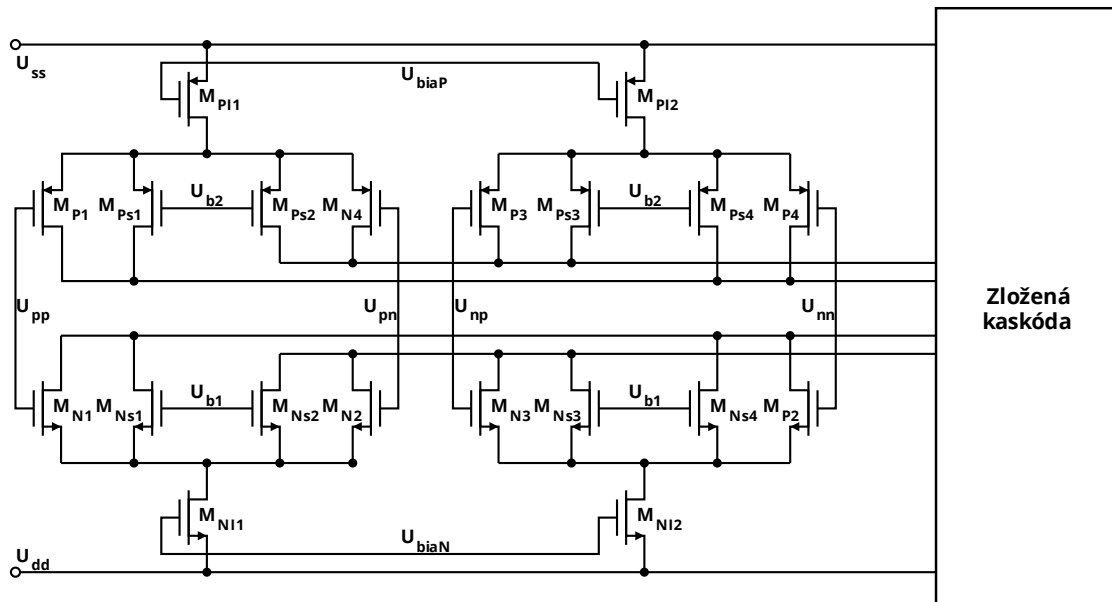 U_ss
U_biaP
M_PI1
M_PI2
M_P1
M_Ps1
U_b2
M_Ps2
M_N4
M_P3
M_Ps3
U_b2
M_Ps4
M_P4
U_pp
U_pn
U_np
U_nn
Zložená
kaskóda
M_N1
M_Ns1
U_b1
M_Ns2
M_N2
M_N3
M_Ns3
U_b1
M_Ns4
M_P2
M_NI1
M_NI2
U_biaN
U_dd